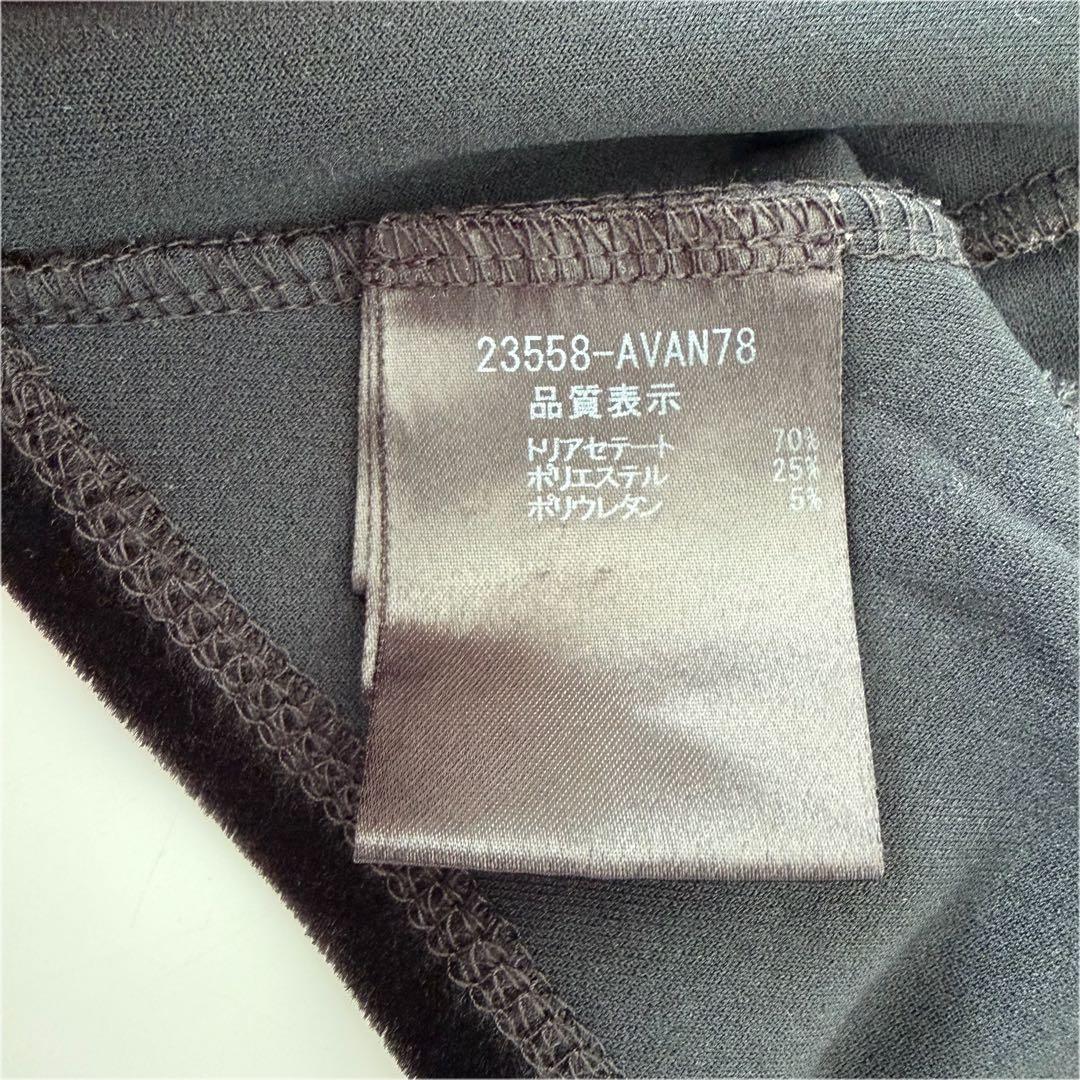 23558-AVAN78
品質表示
トリアセテート 70%
ポリエステル 25%
ポリウレタン 5%